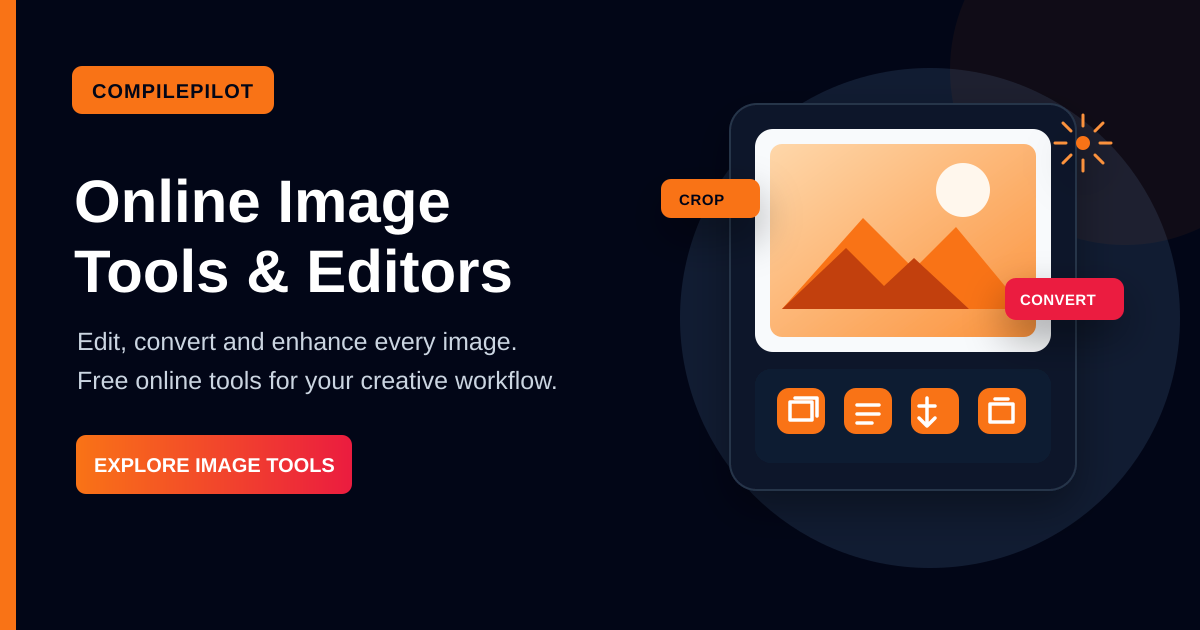 COMPILEPILOT
Online Image
Tools & Editors
Edit, convert and enhance every image.
Free online tools for your creative workflow.
EXPLORE IMAGE TOOLS
CROP
CONVERT